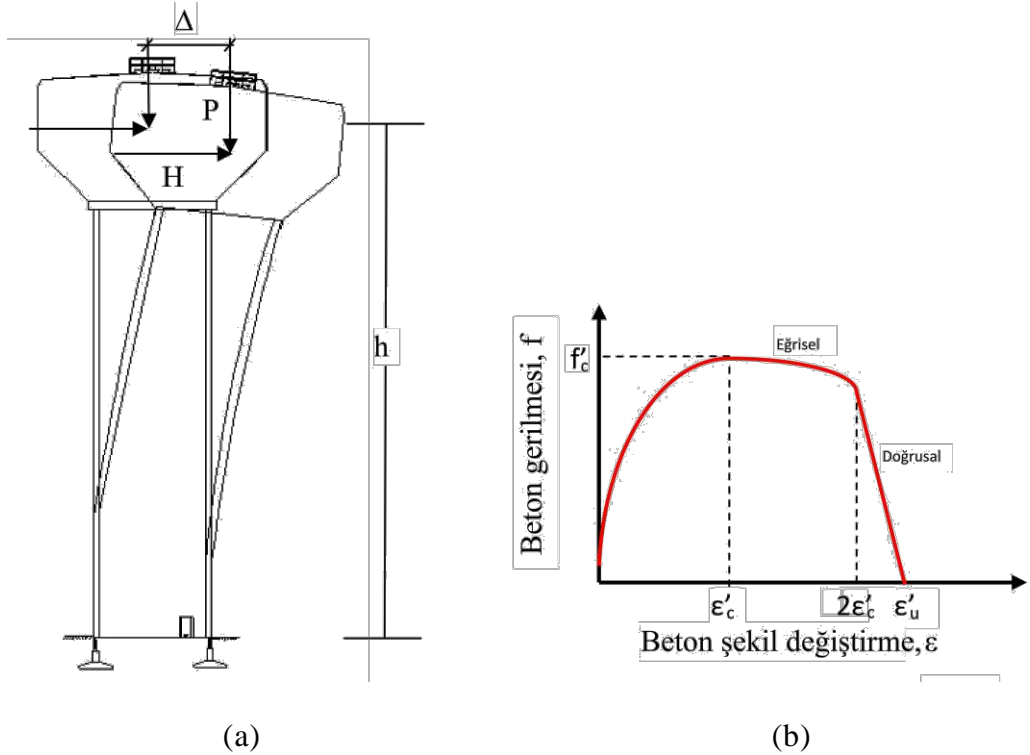 Δ
P
H
h
(a)
Beton gerilmesi, f
f'c
Eğrisel
Doğrusal
ε'c
2ε'c
ε'u
Beton şekil değiştirme, ε
(b)